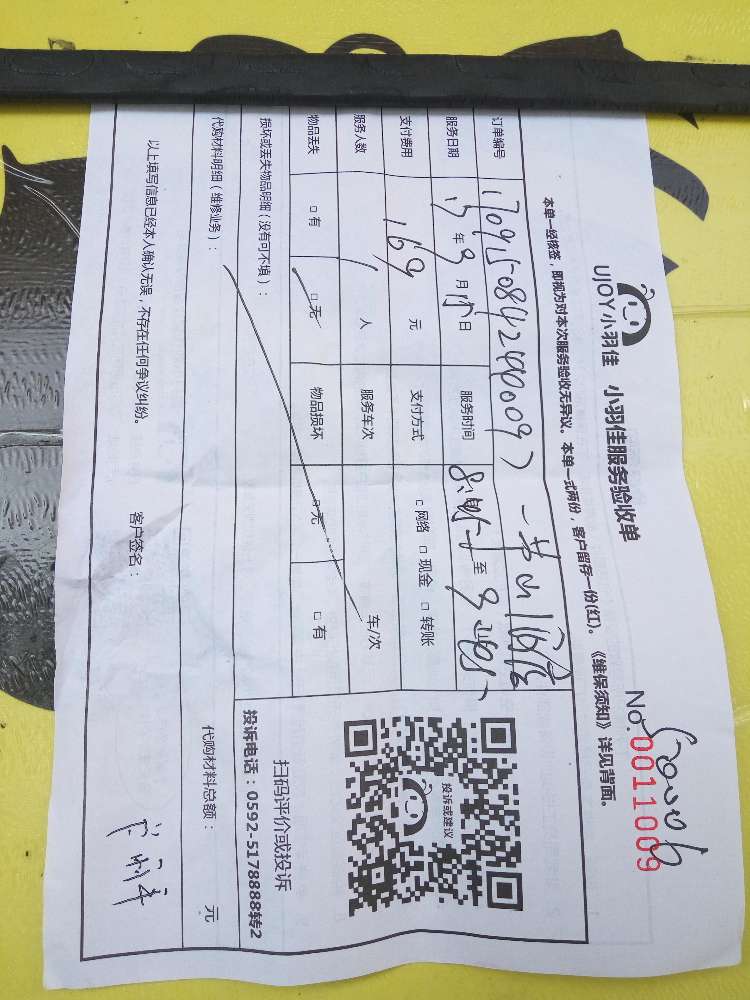 UJOY小羽佳 小羽佳服务验收单
No.0011009
本单一经核签，即视为对本次服务验收无异议。本单一式两份，客户留存一份(红)。《维保须知》详见背面。
订单编号
服务日期 17 年 9 月 15 日 服务时间 至
支付费用 169 元 支付方式 □ 网络 □ 现金 □ 转账
服务人数 1 人 服务车次 车/次
物品丢失 □ 有 □ 无 物品损坏 □ 无 □ 有
损坏或丢失物品明细（没有可不填）：
投诉或建议
扫码评价或投诉
投诉电话：0592-5178888转2
代购材料明细（维修业务）： 代购材料总额： 元
以上填写信息已经本人确认无误，不存在任何争议纠纷。 客户签名：